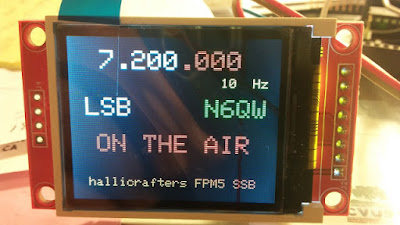 7.200.000
10 Hz
LSB N6QW
ON THE AIR
hallicrafters FPM5 SSB